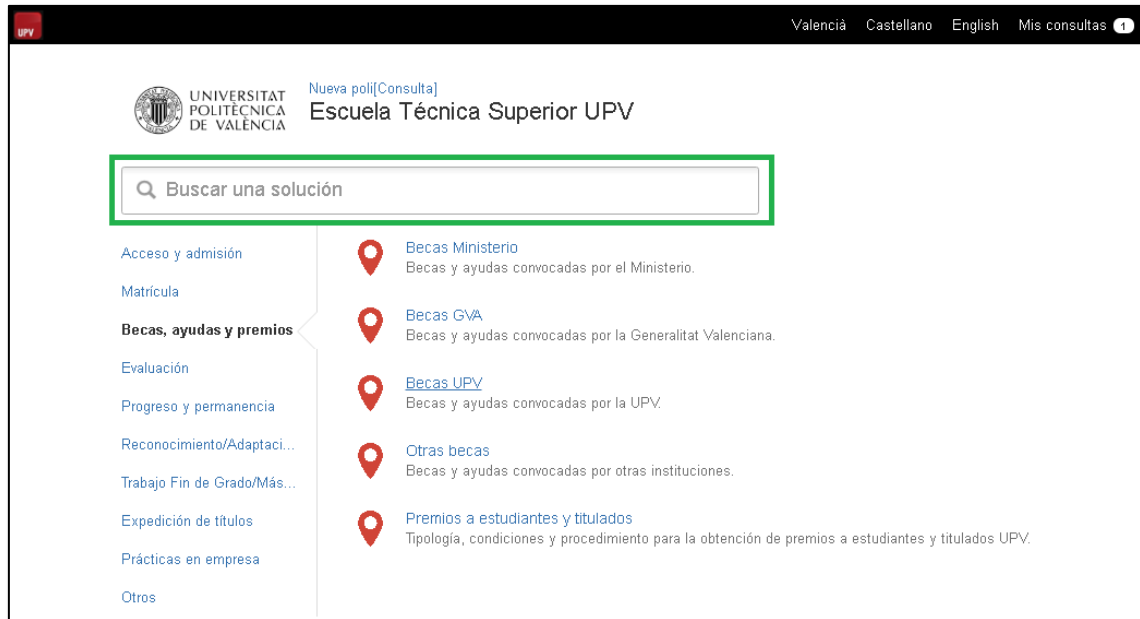 UPV
Valencià Castellano English Mis consultas 1
UNIVERSITAT
POLITÈCNICA
DE VALÈNCIA
Nueva poli[Consulta]
Escuela Técnica Superior UPV
Buscar una solución
Acceso y admisión
Matrícula
Becas, ayudas y premios
Evaluación
Progreso y permanencia
Reconocimiento/Adaptaci...
Trabajo Fin de Grado/Más...
Expedición de títulos
Prácticas en empresa
Otros
Becas Ministerio
Becas y ayudas convocadas por el Ministerio.
Becas GVA
Becas y ayudas convocadas por la Generalitat Valenciana.
Becas UPV
Becas y ayudas convocadas por la UPV.
Otras becas
Becas y ayudas convocadas por otras instituciones.
Premios a estudiantes y titulados
Tipología, condiciones y procedimiento para la obtención de premios a estudiantes y titulados UPV.